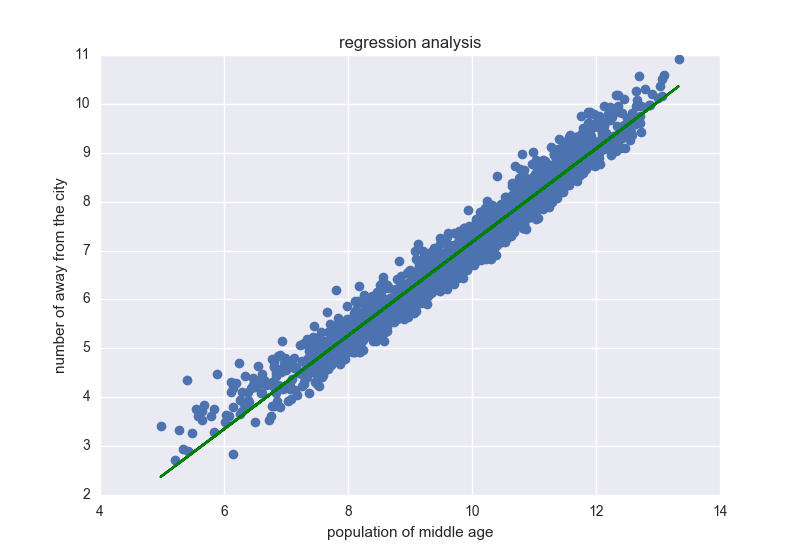 regression analysis
11
10
9
8
7
6
5
4
3
2
number of away from the city
4 6 8 10 12 14
population of middle age